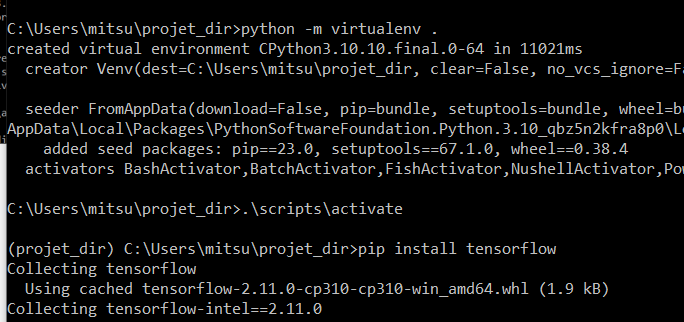 C:\Users\mitsu\projet_dir>python -m virtualenv .
created virtual environment CPython3.10.10.final.0-64 in 11021ms
  creator Venv(dest=C:\Users\mitsu\projet_dir, clear=False, no_vcs_ignore=Fa
  seeder FromAppData(download=False, pip=bundle, setuptools=bundle, wheel=bu
AppData\Local\Packages\PythonSoftwareFoundation.Python.3.10_qbz5n2kfra8p0\Lo
    added seed packages: pip==23.0, setuptools==67.1.0, wheel==0.38.4
  activators BashActivator,BatchActivator,FishActivator,NushellActivator,Pow
C:\Users\mitsu\projet_dir>.\scripts\activate
(projet_dir) C:\Users\mitsu\projet_dir>pip install tensorflow
Collecting tensorflow
  Using cached tensorflow-2.11.0-cp310-cp310-win_amd64.whl (1.9 kB)
Collecting tensorflow-intel==2.11.0